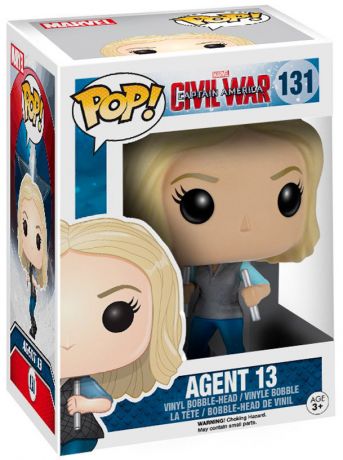 MARVEL
POP!
MARVEL
CAPTAIN AMERICA
CIVIL WAR
131
AGENT 13
AGENT 13
VINYL BOBBLE-HEAD / VINYLE BOBBLE
LA TÊTE / BOBBLE-HEAD DE VINIL
WARNING! Choking Hazard.
May contain small parts.
AGE
3+